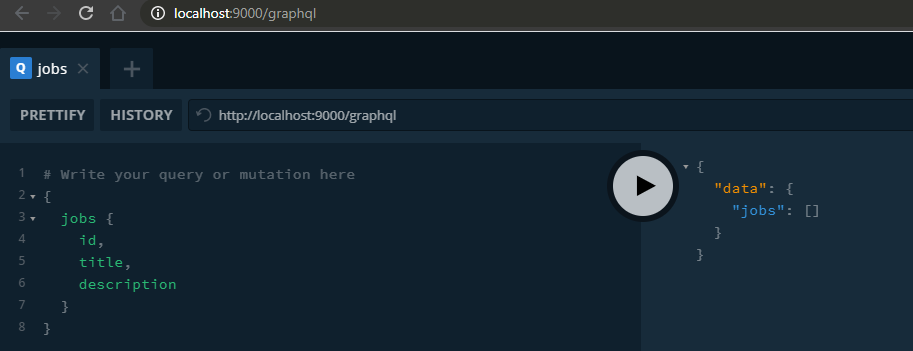 localhost:9000/graphql
Q jobs
PRETTIFY HISTORY http://localhost:9000/graphql
1 # Write your query or mutation here
2 {
3 jobs {
4 id,
5 title,
6 description
7 }
8 }
{
"data": {
"jobs": []
}
}